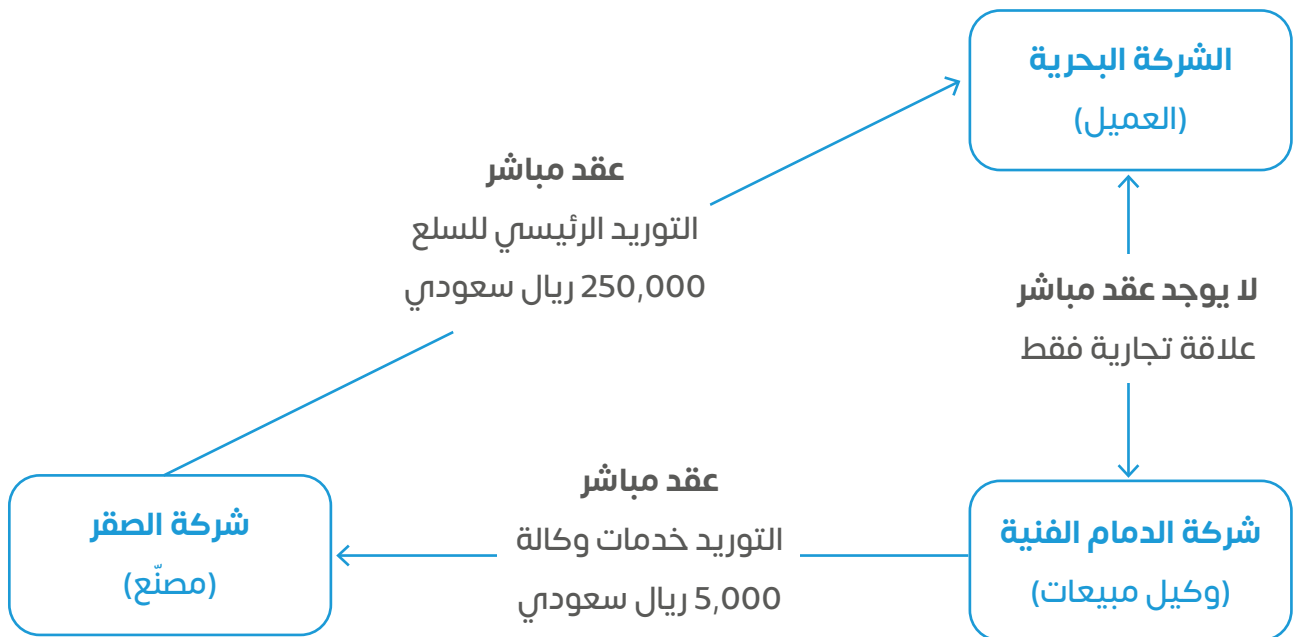 الشركة البحرية
(العميل)
عقد مباشر
التوريد الرئيسي للسلع
250,000 ريال سعودي
لا يوجد عقد مباشر
علاقة تجارية فقط
عقد مباشر
التوريد خدمات وكالة
5,000 ريال سعودي
شركة الدمام الفنية
(وكيل مبيعات)
شركة الصقر
(مصنّع)